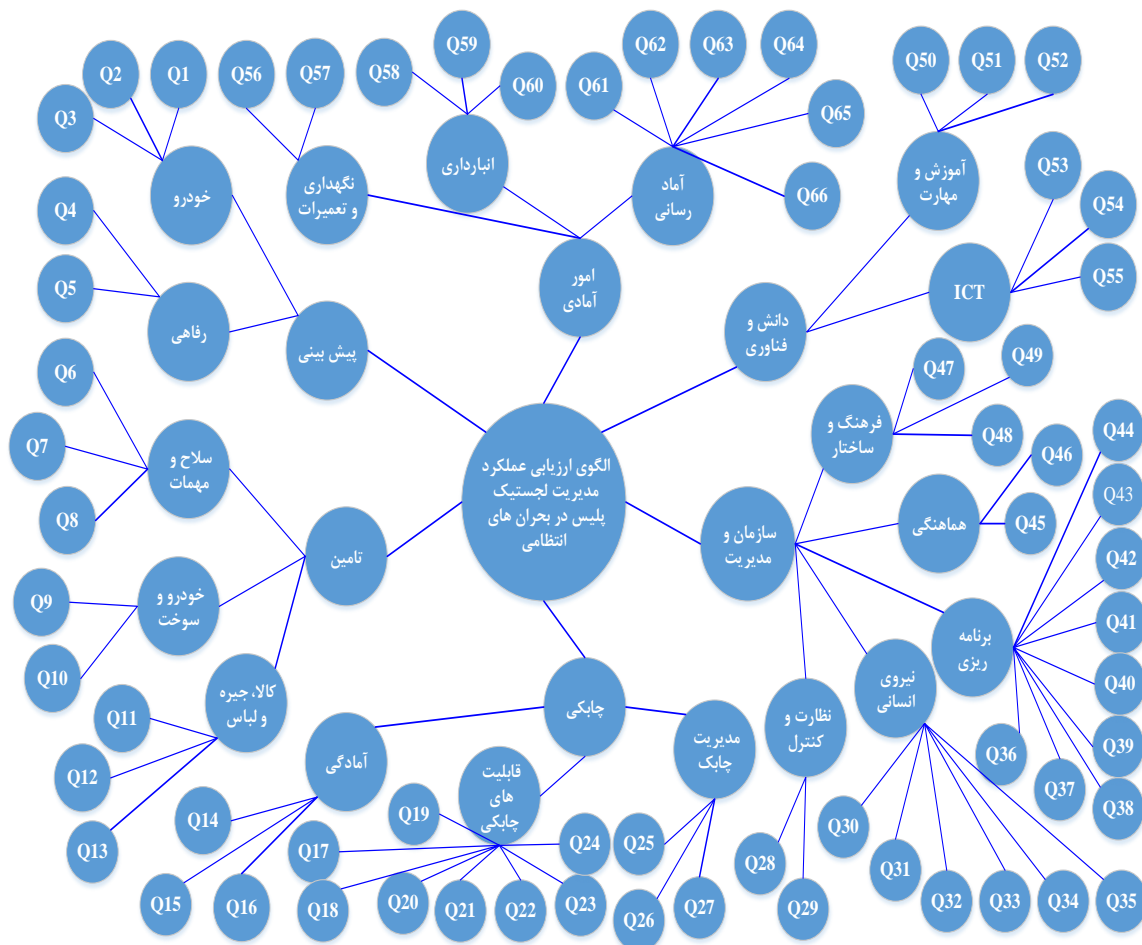 الگوی ارزیابی عملکرد
مدیریت لجستیک
پلیس در بحران های
انتظامی
پیش بینی
خودرو
Q1
Q2
Q3
رفاهی
Q4
Q5
تامین
سلاح و
مهمات
Q6
Q7
Q8
خودرو و
سوخت
Q9
Q10
کالا، جیره
و لباس
Q11
Q12
Q13
چابکی
آمادگی
Q14
Q15
Q16
قابلیت
های
چابکی
Q17
Q18
Q19
Q20
Q21
Q22
Q23
Q24
مدیریت
چابک
Q25
Q26
Q27
سازمان و
مدیریت
نظارت و
کنترل
Q28
Q29
نیروی
انسانی
Q30
Q31
Q32
Q33
Q34
Q35
برنامه
ریزی
Q36
Q37
Q38
Q39
Q40
Q41
Q42
Q43
Q44
هماهنگی
Q45
Q46
فرهنگ و
ساختار
Q47
Q48
Q49
دانش و
فناوری
آموزش و
مهارت
Q50
Q51
Q52
ICT
Q53
Q54
Q55
امور
آمادی
نگهداری
و تعمیرات
Q56
Q57
انبارداری
Q58
Q59
Q60
آماد
رسانی
Q61
Q62
Q63
Q64
Q65
Q66